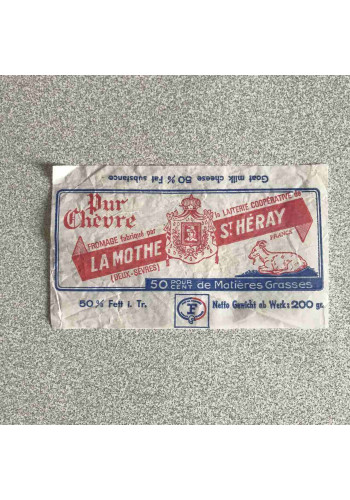 Goat milk cheese 50% Fat substance
Pur
Chèvre
FROMAGE fabriqué par
la LAITERIE COOPÉRATIVE de
LA MOTHE
St HÉRAY
(DEUX-SÈVRES)
FRANCE
50 POUR CENT de Matières Grasses
50% Fett i. Tr.
F
Netto Gewicht ab Werk: 200 gr.